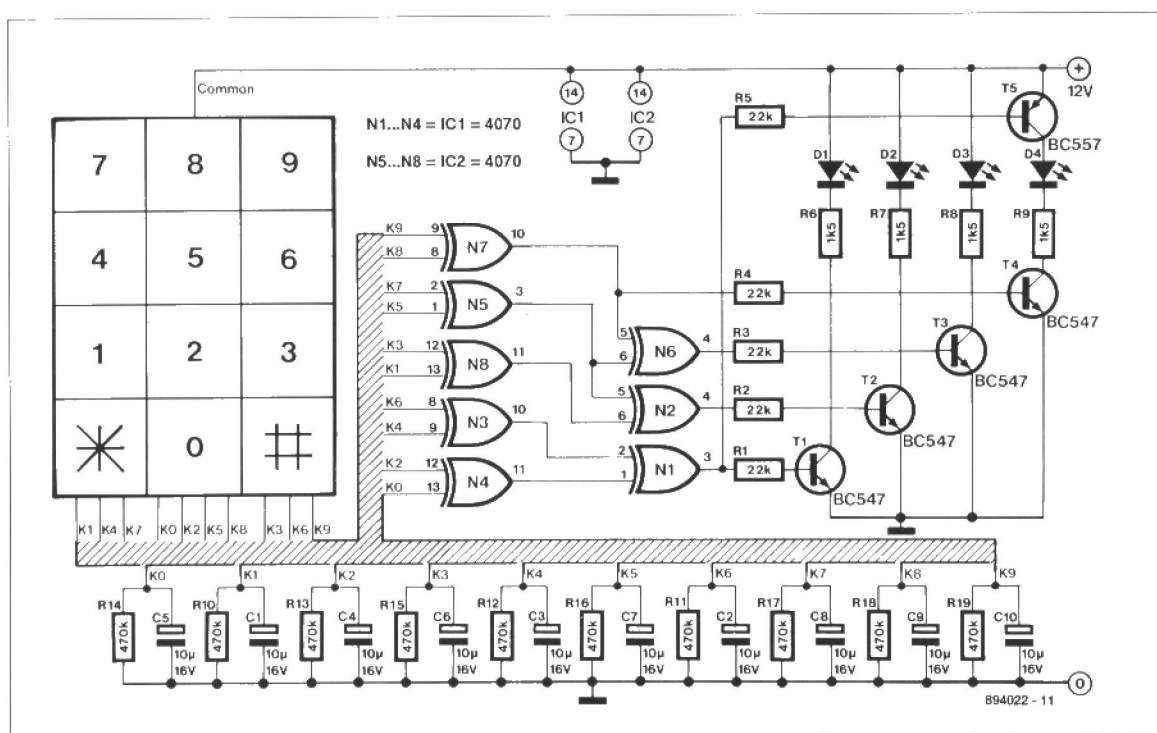 Common
+
12V
14
14
IC1
IC2
7
7
N1...N4 = IC1 = 4070
N5...N8 = IC2 = 4070
7
8
9
4
5
6
1
2
3
0
K1
K4
K7
K0
K2
K5
K8
K3
K6
K9
K9
9
K8
8
N7
10
K7
2
K5
1
N5
3
K3
12
K1
13
N8
11
K6
8
K4
9
N3
10
K2
12
K0
13
N4
11
5
6
N6
4
5
6
N2
4
2
1
N1
3
R5
22k
R4
22k
R3
22k
R2
22k
R1
22k
T5
BC557
D1
D2
D3
D4
R6
1k5
R7
1k5
R8
1k5
R9
1k5
T4
BC547
T3
BC547
T2
BC547
T1
BC547
K0
R14
470k
C5
10µ
16V
K1
R10
470k
C1
10µ
16V
K2
R13
470k
C4
10µ
16V
K3
R15
470k
C6
10µ
16V
K4
R12
470k
C3
10µ
16V
K5
R16
470k
C7
10µ
16V
K6
R11
470k
C2
10µ
16V
K7
R17
470k
C8
10µ
16V
K8
R18
470k
C9
10µ
16V
K9
R19
470k
C10
10µ
16V
0
894022 - 11